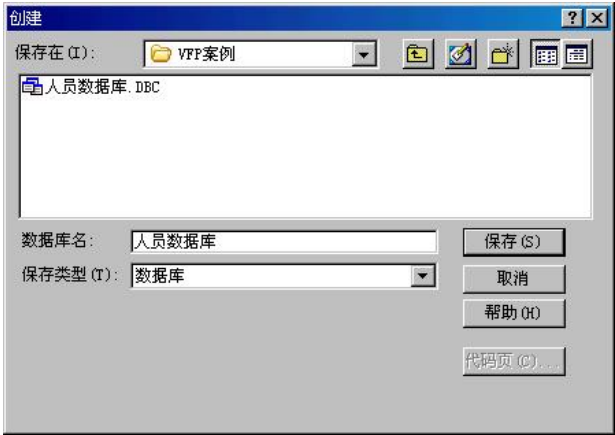 创建
保存在(I): VFP案例
人员数据库.DBC
数据库名: 人员数据库 保存(S)
保存类型(T): 数据库 取消
帮助(H)
代码页(C)...